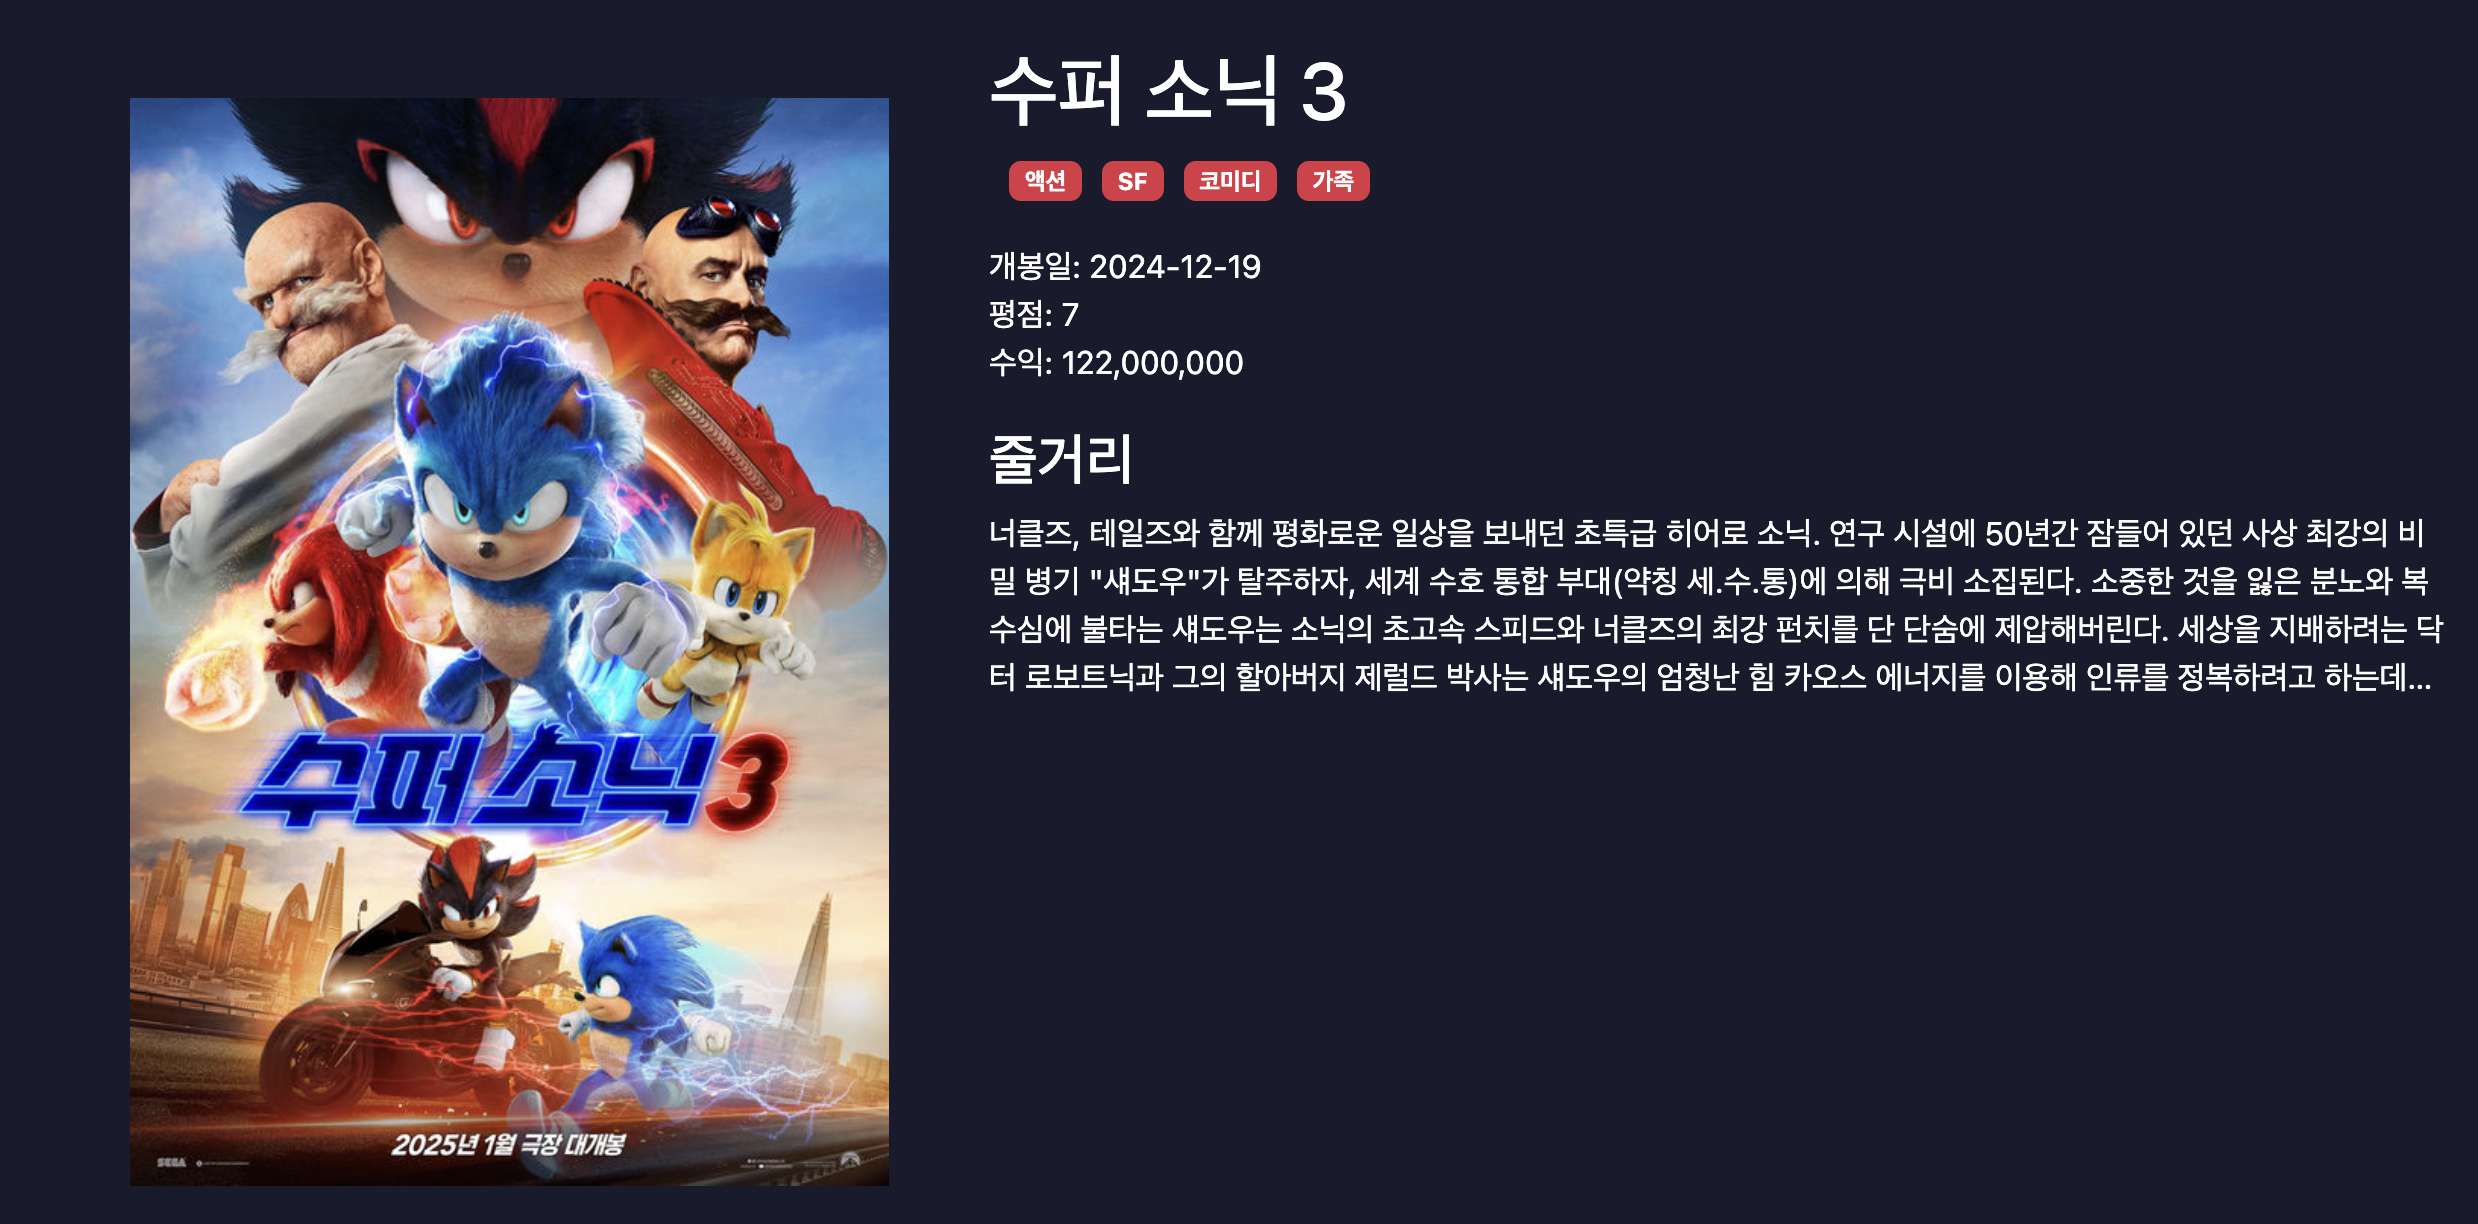 수퍼 소닉 3
액션 SF 코미디 가족
개봉일: 2024-12-19
평점: 7
수익: 122,000,000
줄거리
너클즈, 테일즈와 함께 평화로운 일상을 보내던 초특급 히어로 소닉. 연구 시설에 50년간 잠들어 있던 사상 최강의 비
밀 병기 "섀도우"가 탈주하자, 세계 수호 통합 부대(약칭 세.수.통)에 의해 극비 소집된다. 소중한 것을 잃은 분노와 복
수심에 불타는 섀도우는 소닉의 초고속 스피드와 너클즈의 최강 펀치를 단 단숨에 제압해버린다. 세상을 지배하려는 닥
터 로보트닉과 그의 할아버지 제럴드 박사는 섀도우의 엄청난 힘 카오스 에너지를 이용해 인류를 정복하려고 하는데...
수퍼 소닉 3
2025년 1월 극장 대개봉
SEGA